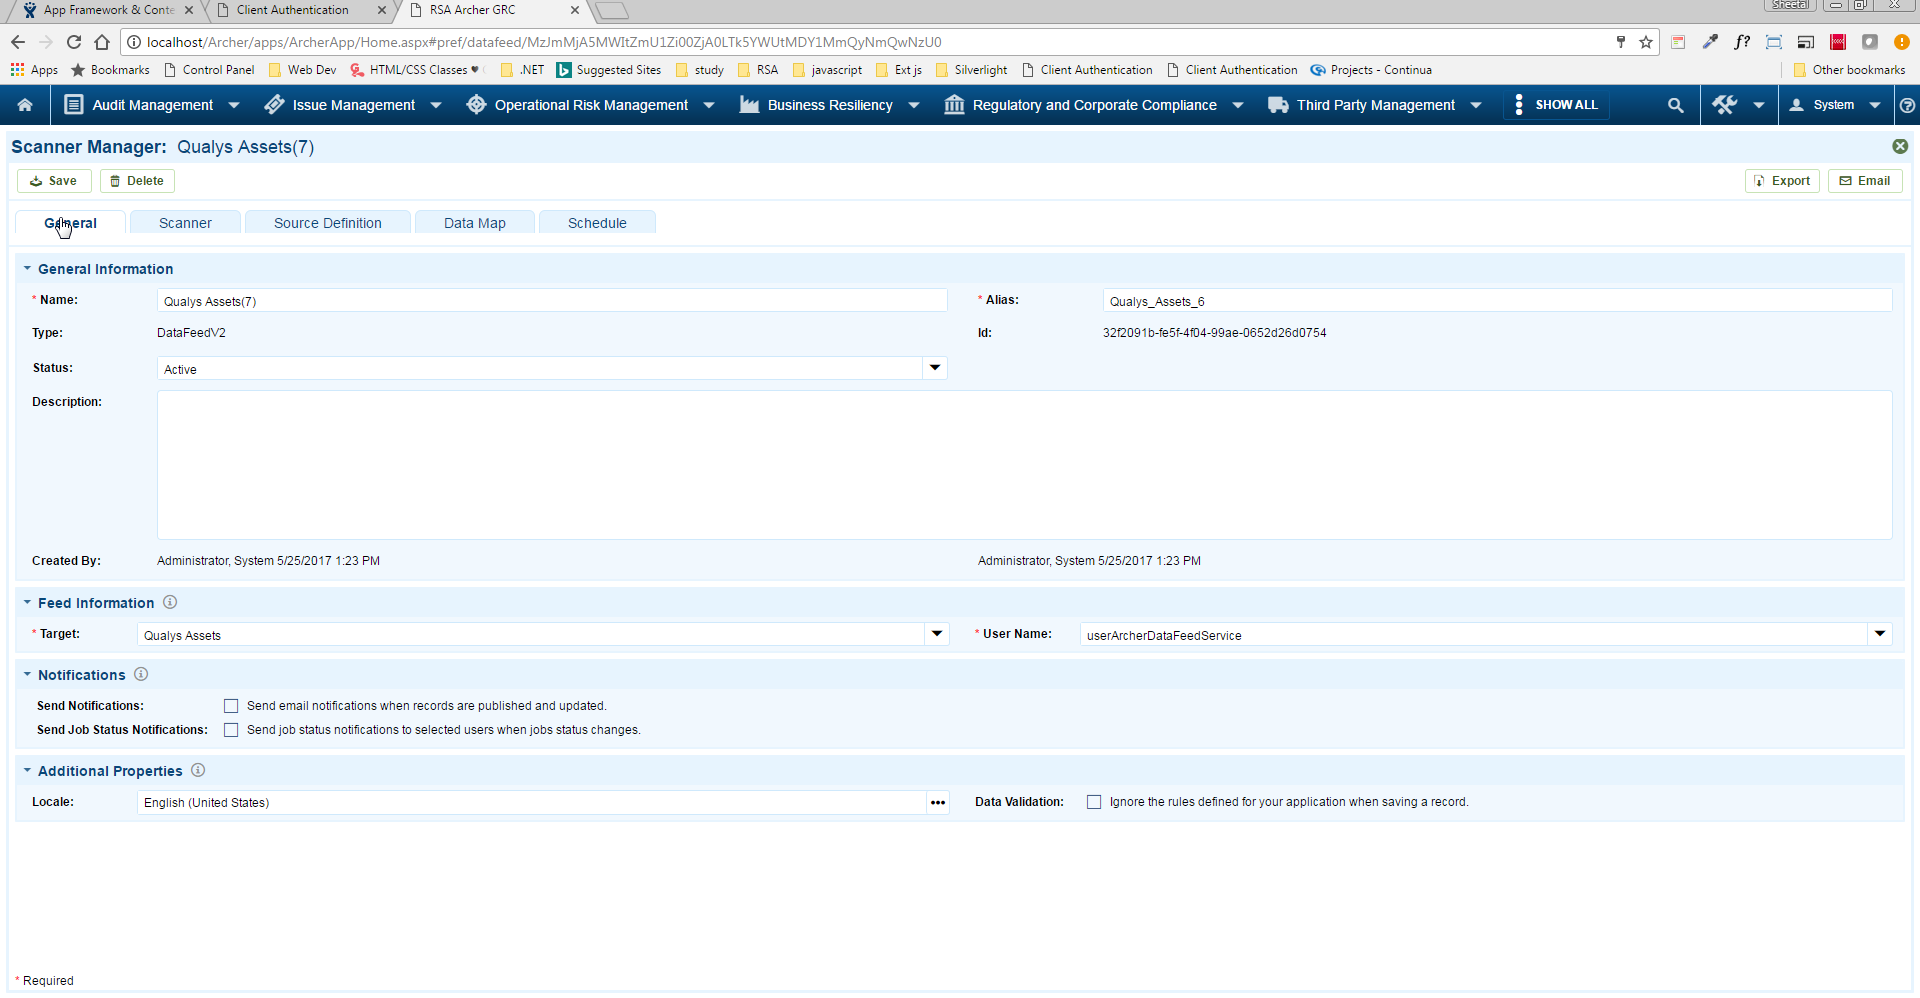 App Framework & Conte
Client Authentication
RSA Archer GRC
Sheetal
localhost/Archer/apps/ArcherApp/Home.aspx#pref/datafeed/MzJmMjA5MWItZmU1Zi00ZjA0LTk5YWUtMDY1MmQyNmQwNzU0
f?
Apps Bookmarks Control Panel Web Dev HTML/CSS Classes ♥ .NET Suggested Sites study RSA javascript Ext js Silverlight Client Authentication Client Authentication Projects - Continua Other bookmarks
Audit Management Issue Management Operational Risk Management Business Resiliency Regulatory and Corporate Compliance Third Party Management SHOW ALL System
Scanner Manager: Qualys Assets(7)
Save Delete Export Email
General Scanner Source Definition Data Map Schedule
General Information
* Name: Qualys Assets(7) * Alias: Qualys_Assets_6
Type: DataFeedV2 Id: 32f2091b-fe5f-4f04-99ae-0652d26d0754
Status: Active
Description:
Created By: Administrator, System 5/25/2017 1:23 PM Administrator, System 5/25/2017 1:23 PM
Feed Information
* Target: Qualys Assets * User Name: userArcherDataFeedService
Notifications
Send Notifications: Send email notifications when records are published and updated.
Send Job Status Notifications: Send job status notifications to selected users when jobs status changes.
Additional Properties
Locale: English (United States) Data Validation: Ignore the rules defined for your application when saving a record.
* Required